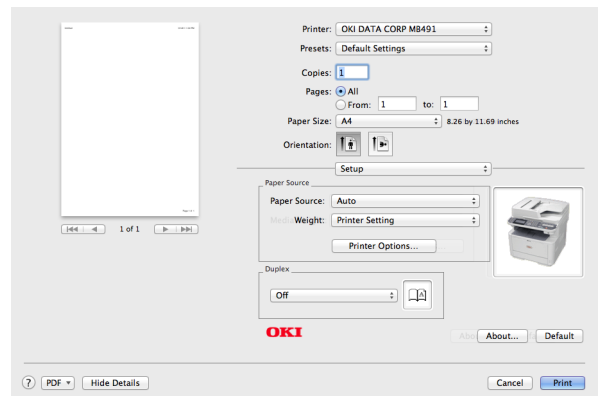 Printer: OKI DATA CORP MB491
Presets: Default Settings
Copies: 1
Pages: All
From: 1 to: 1
Paper Size: A4 8.26 by 11.69 inches
Orientation:
Setup
Paper Source
Paper Source: Auto
Weight: Printer Setting
Printer Options...
1 of 1
Duplex
Off
OKI
About... Default
? PDF Hide Details Cancel Print